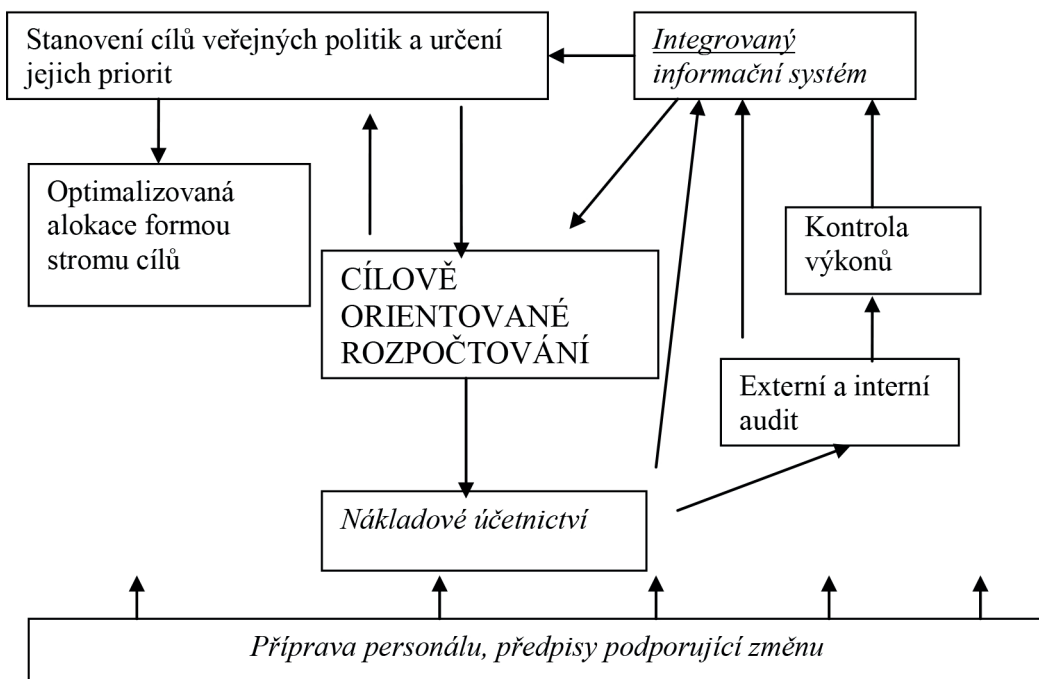 Stanovení cílů veřejných politik a určení
jejich priorit
Integrovaný
informační systém
Optimalizovaná
alokace formou
stromu cílů
Kontrola
výkonů
CÍLOVĚ
ORIENTOVANÉ
ROZPOČTOVÁNÍ
Externí a interní
audit
Nákladové účetnictví
Příprava personálu, předpisy podporující změnu